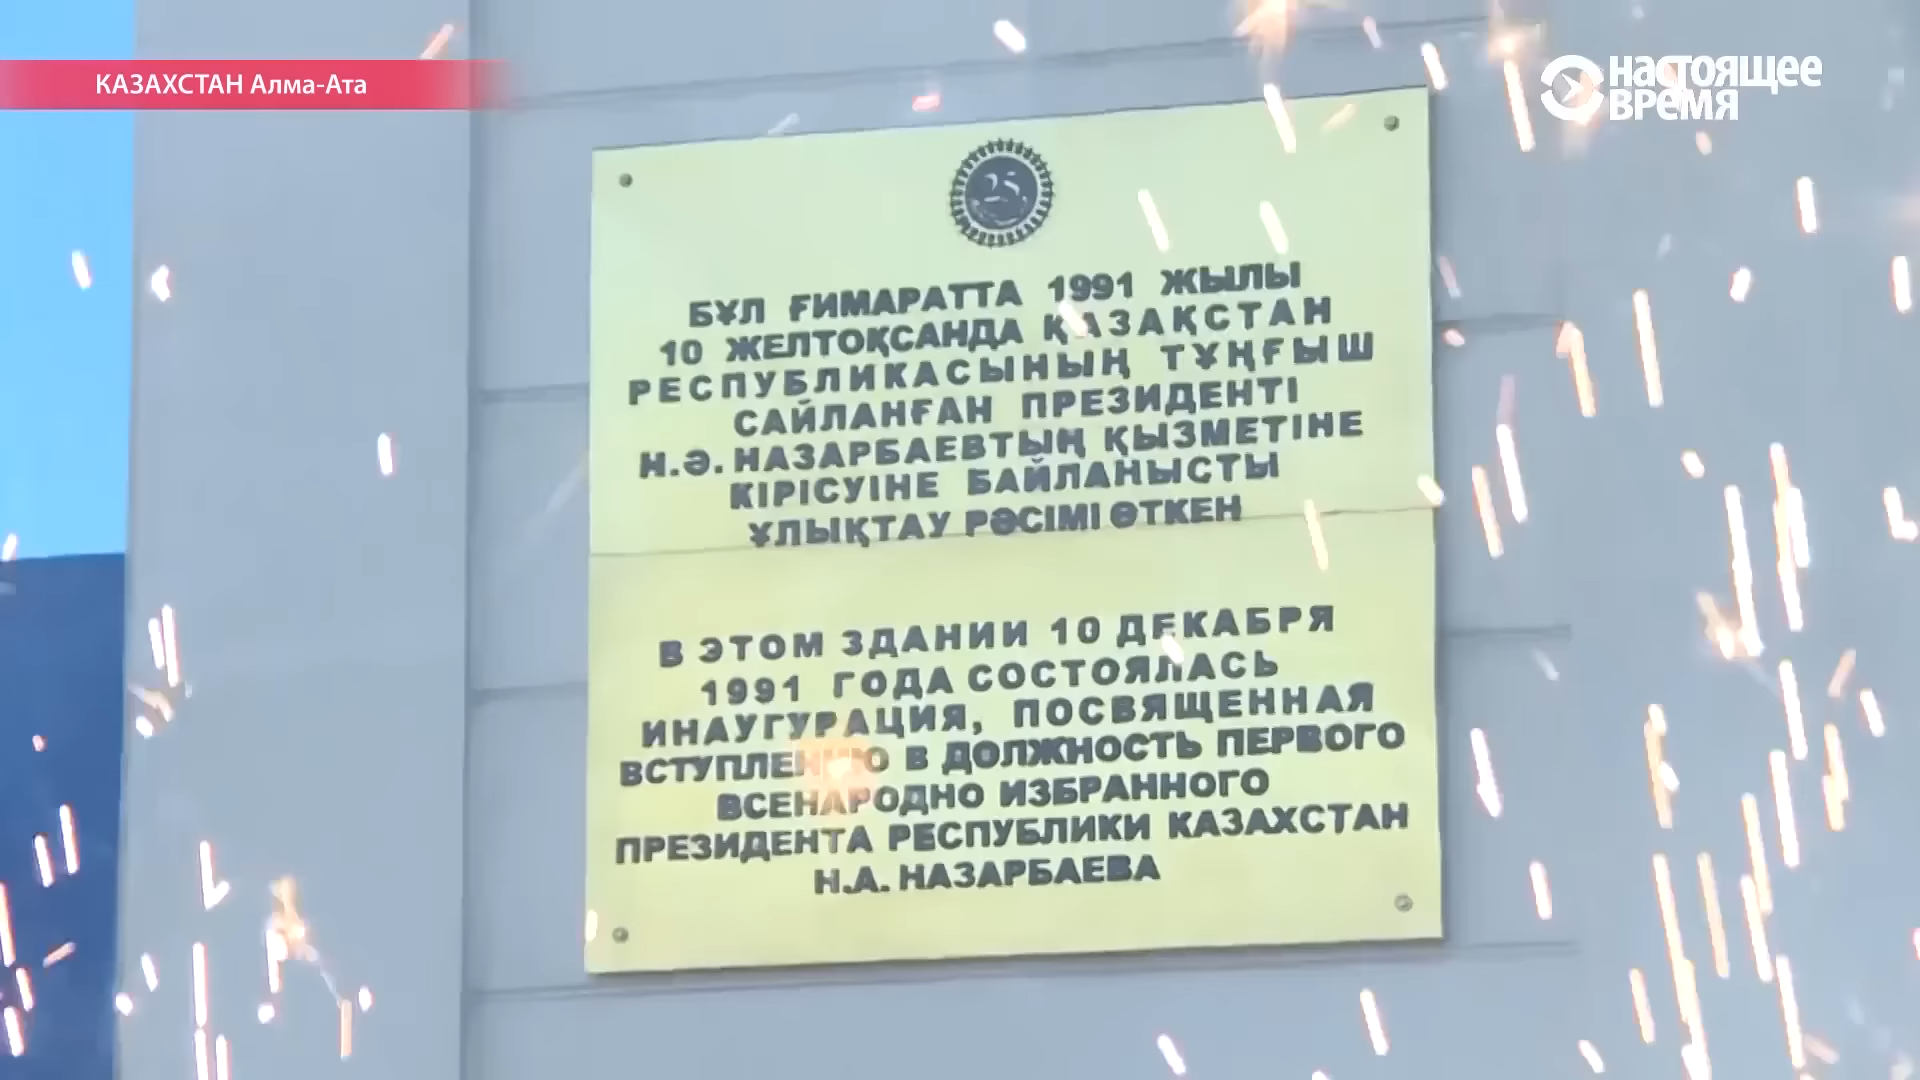 КАЗАХСТАН Алма-Ата
НАСТОЯЩЕЕ
ВРЕМЯ
25
БҰЛ ҒИМАРАТТА 1991 ЖЫЛЫ
10 ЖЕЛТОҚСАНДА ҚАЗАҚСТАН
РЕСПУБЛИКАСЫНЫҢ ТҰҢҒЫШ
САЙЛАНҒАН ПРЕЗИДЕНТІ
Н.Ә. НАЗАРБАЕВТЫҢ ҚЫЗМЕТІНЕ
КІРІСУІНЕ БАЙЛАНЫСТЫ
ҰЛЫҚТАУ РӘСІМІ ӨТКЕН
В ЭТОМ ЗДАНИИ 10 ДЕКАБРЯ
1991 ГОДА СОСТОЯЛАСЬ
ИНАУГУРАЦИЯ, ПОСВЯЩЕННАЯ
ВСТУПЛЕНИЮ В ДОЛЖНОСТЬ ПЕРВОГО
ВСЕНАРОДНО ИЗБРАННОГО
ПРЕЗИДЕНТА РЕСПУБЛИКИ КАЗАХСТАН
Н.А. НАЗАРБАЕВА